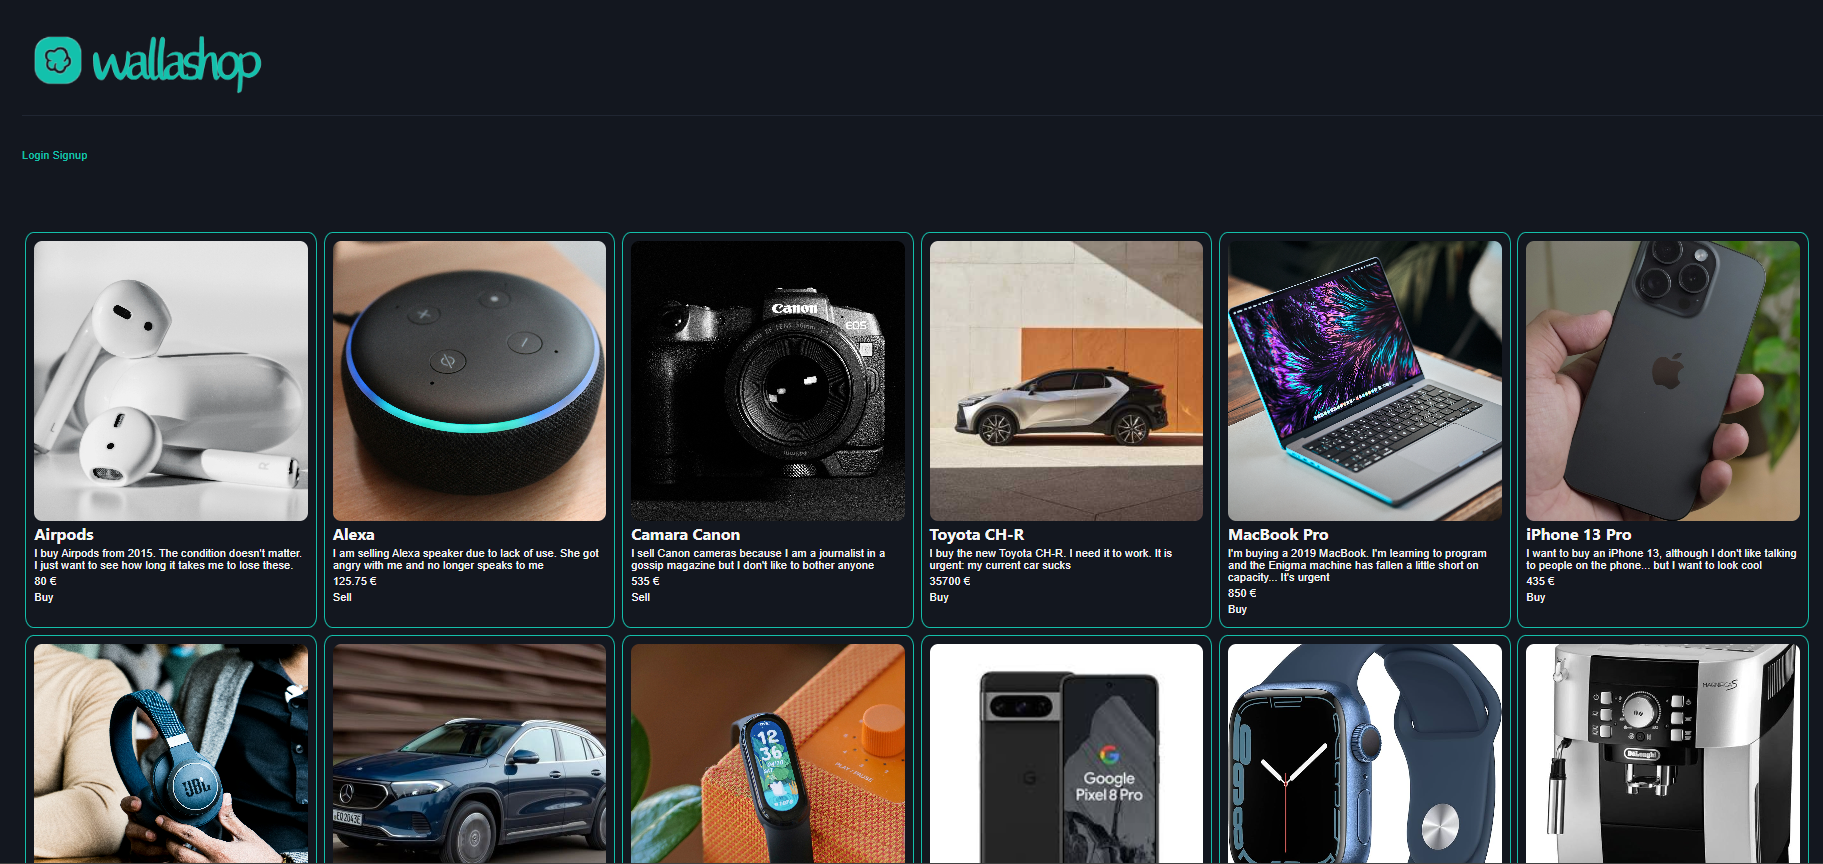 wallashop
Login Signup
Canon
EOS
Airpods
I buy Airpods from 2015. The condition doesn't matter.
I just want to see how long it takes me to lose these.
80 €
Buy
Alexa
I am selling Alexa speaker due to lack of use. She got
angry with me and no longer speaks to me
125.75 €
Sell
Camara Canon
I sell Canon cameras because I am a journalist in a
gossip magazine but I don't like to bother anyone
535 €
Sell
Toyota CH-R
I buy the new Toyota CH-R. I need it to work. It is
urgent: my current car sucks
35700 €
Buy
MacBook Pro
I'm buying a 2019 MacBook. I'm learning to program
and the Enigma machine has fallen a little short on
capacity... It's urgent
850 €
Buy
iPhone 13 Pro
I want to buy an iPhone 13, although I don't like talking
to people on the phone... but I want to look cool
435 €
Buy
JBL
12
36
Google
Pixel 8 Pro
MAGNIFICA S
DeLonghi